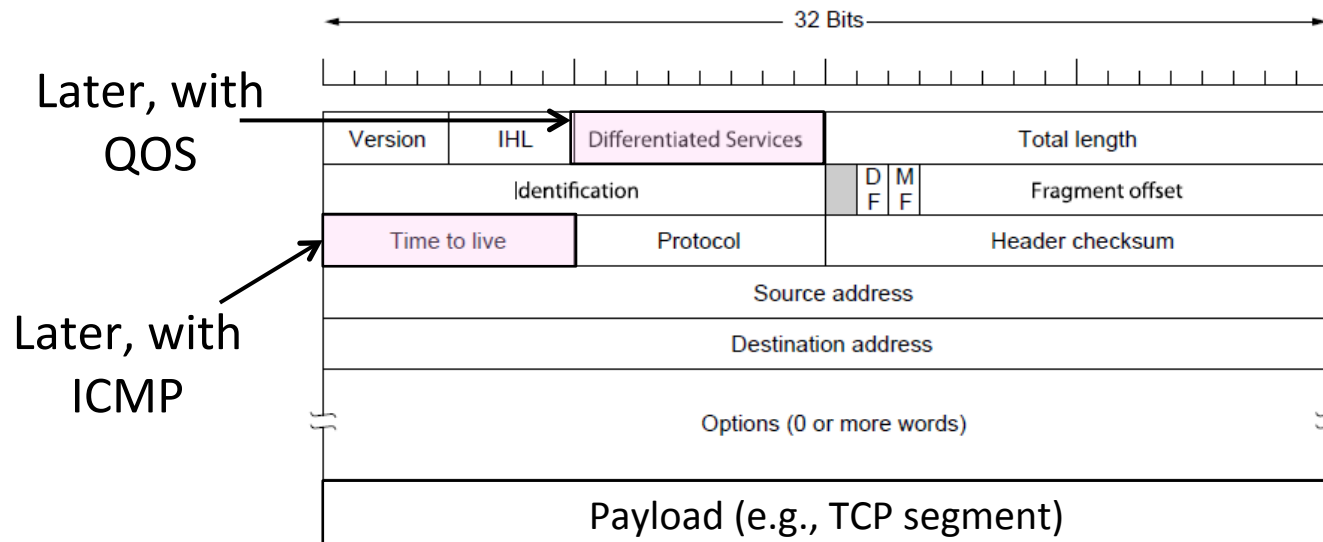 32 Bits
Later, with
QOS
Version IHL Differentiated Services Total length
Identification D F M F Fragment offset
Time to live Protocol Header checksum
Source address
Later, with
ICMP
Destination address
Options (0 or more words)
Payload (e.g., TCP segment)